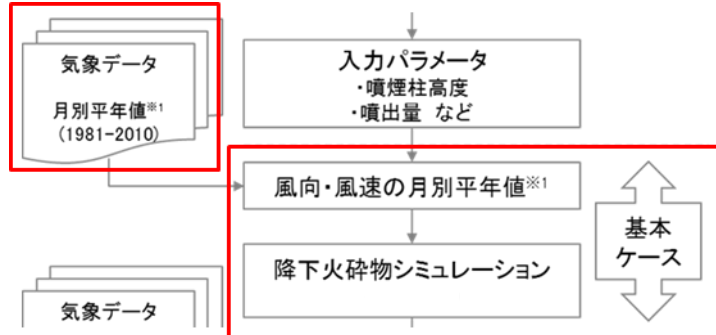 気象データ
月別平年値※1
(1981-2010)
入力パラメータ
・噴煙柱高度
・噴出量 など
風向・風速の月別平年値※1
降下火砕物シミュレーション
基本
ケース
気象データ